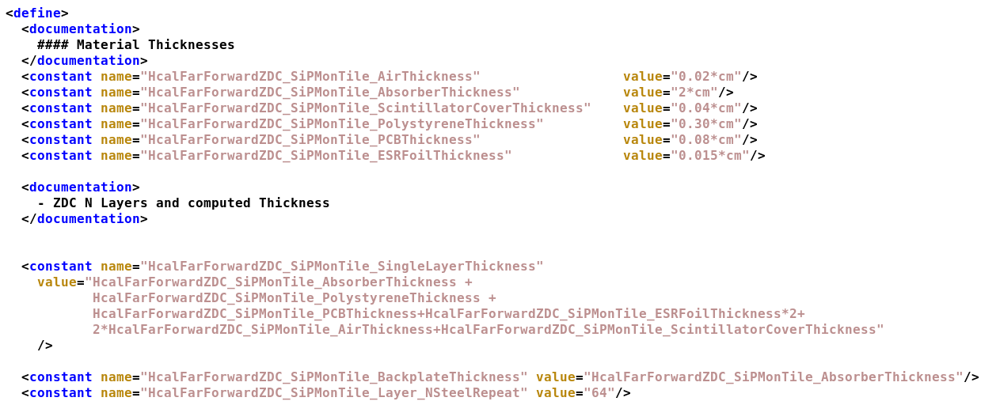 <define>
  <documentation>
    #### Material Thicknesses
  </documentation>
  <constant name="HcalFarForwardZDC_SiPMonTile_AirThickness"                  value="0.02*cm"/>
  <constant name="HcalFarForwardZDC_SiPMonTile_AbsorberThickness"             value="2*cm"/>
  <constant name="HcalFarForwardZDC_SiPMonTile_ScintillatorCoverThickness"    value="0.04*cm"/>
  <constant name="HcalFarForwardZDC_SiPMonTile_PolystyreneThickness"          value="0.30*cm"/>
  <constant name="HcalFarForwardZDC_SiPMonTile_PCBThickness"                  value="0.08*cm"/>
  <constant name="HcalFarForwardZDC_SiPMonTile_ESRFoilThickness"              value="0.015*cm"/>
  <documentation>
    - ZDC N Layers and computed Thickness
  </documentation>
  <constant name="HcalFarForwardZDC_SiPMonTile_SingleLayerThickness"
    value="HcalFarForwardZDC_SiPMonTile_AbsorberThickness +
           HcalFarForwardZDC_SiPMonTile_PolystyreneThickness +
           HcalFarForwardZDC_SiPMonTile_PCBThickness+HcalFarForwardZDC_SiPMonTile_ESRFoilThickness*2+
           2*HcalFarForwardZDC_SiPMonTile_AirThickness+HcalFarForwardZDC_SiPMonTile_ScintillatorCoverThickness"
    />
  <constant name="HcalFarForwardZDC_SiPMonTile_BackplateThickness" value="HcalFarForwardZDC_SiPMonTile_AbsorberThickness"/>
  <constant name="HcalFarForwardZDC_SiPMonTile_Layer_NSteelRepeat" value="64"/>